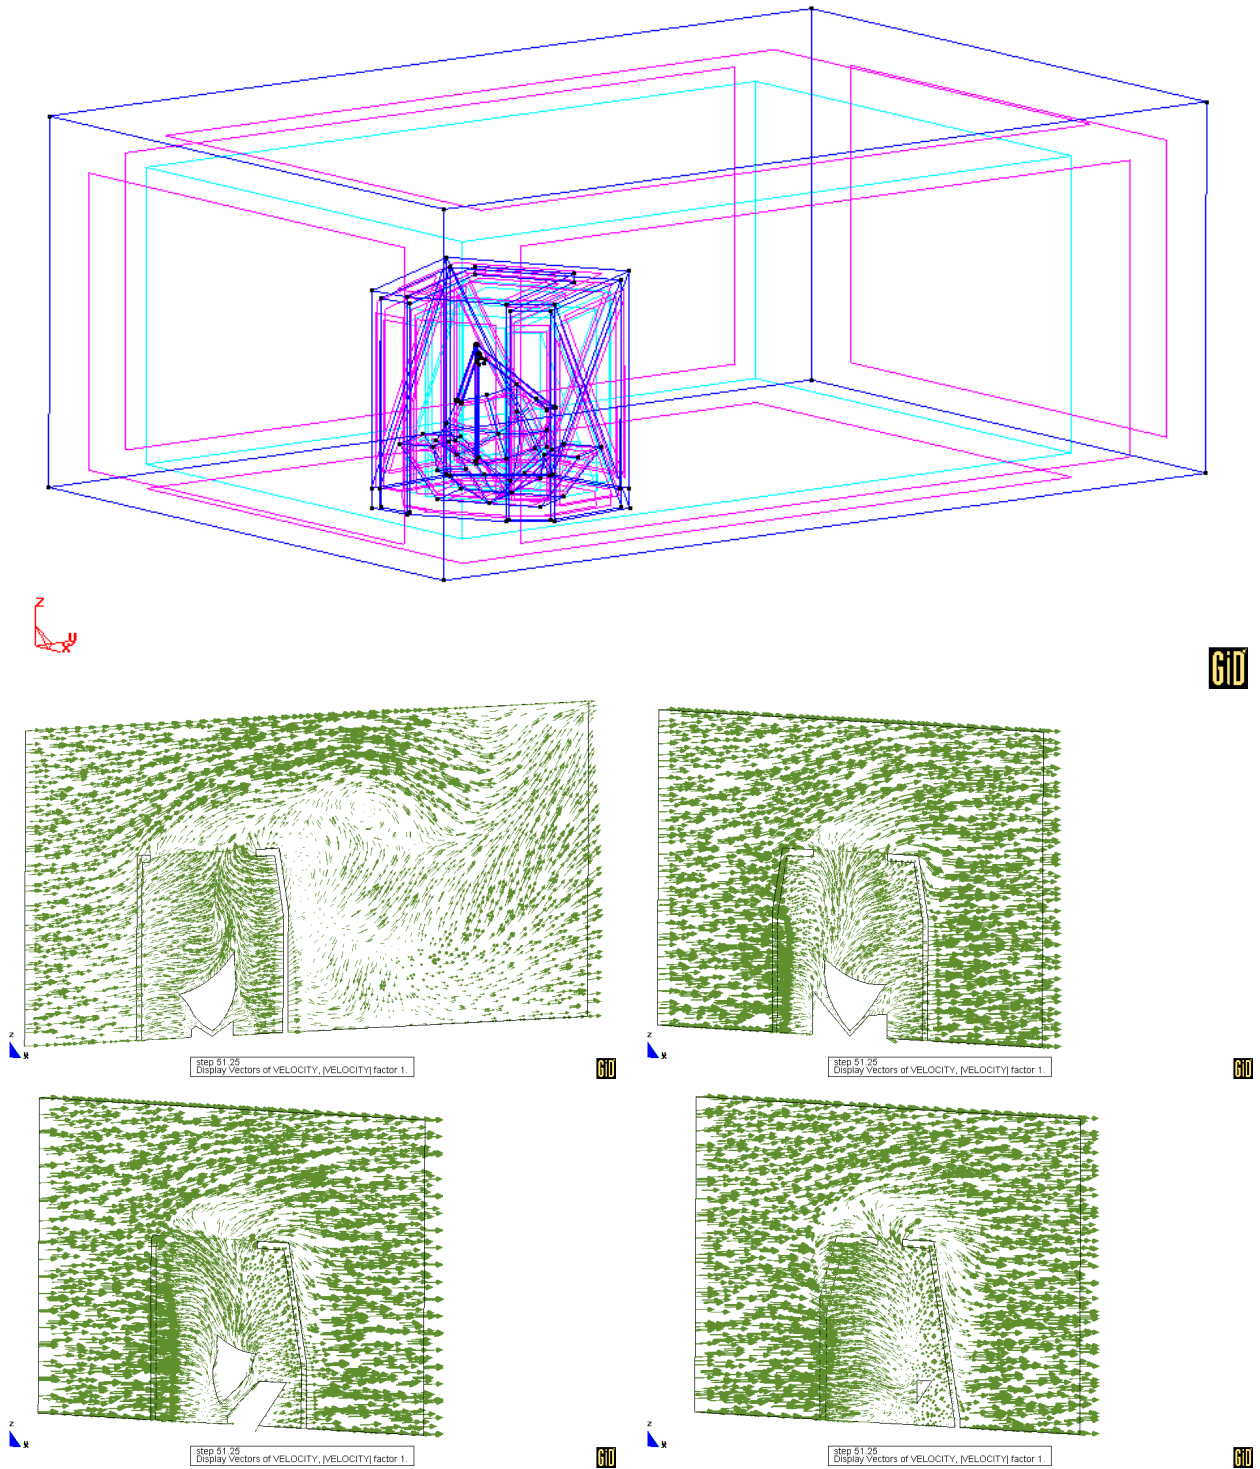 z
y
x
GiD
z
y
step 51.25
Display Vectors of VELOCITY, |VELOCITY| factor 1.
GiD
z
y
step 51.25
Display Vectors of VELOCITY, |VELOCITY| factor 1.
GiD
z
step 51.25
Display Vectors of VELOCITY, |VELOCITY| factor 1.
GiD
z
step 51.25
Display Vectors of VELOCITY, |VELOCITY| factor 1.
GiD